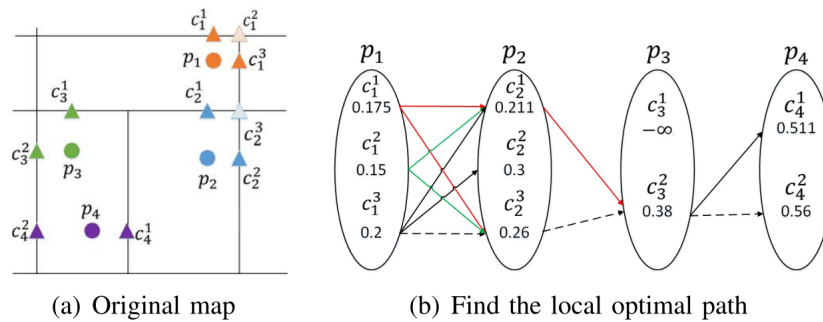 c_1^1 c_1^2
p_1 c_1^3
c_3^1 c_2^1
c_2^3
c_3^2 p_3 p_2 c_2^2
c_4^2 p_4 c_4^1
(a) Original map
p_1 p_2 p_3 p_4
c_1^1 c_2^1 c_3^1 c_4^1
0.175 0.211 −∞ 0.511
c_1^2 c_2^2
0.15 0.3
c_1^3 c_2^3 c_3^2 c_4^2
0.2 0.26 0.38 0.56
(b) Find the local optimal path